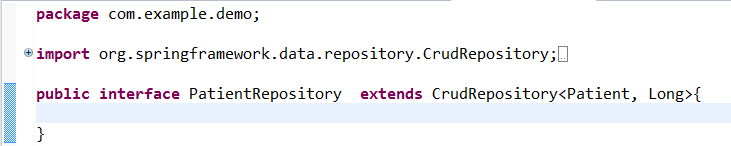 package com.example.demo;
import org.springframework.data.repository.CrudRepository;
public interface PatientRepository  extends CrudRepository<Patient, Long>{
}